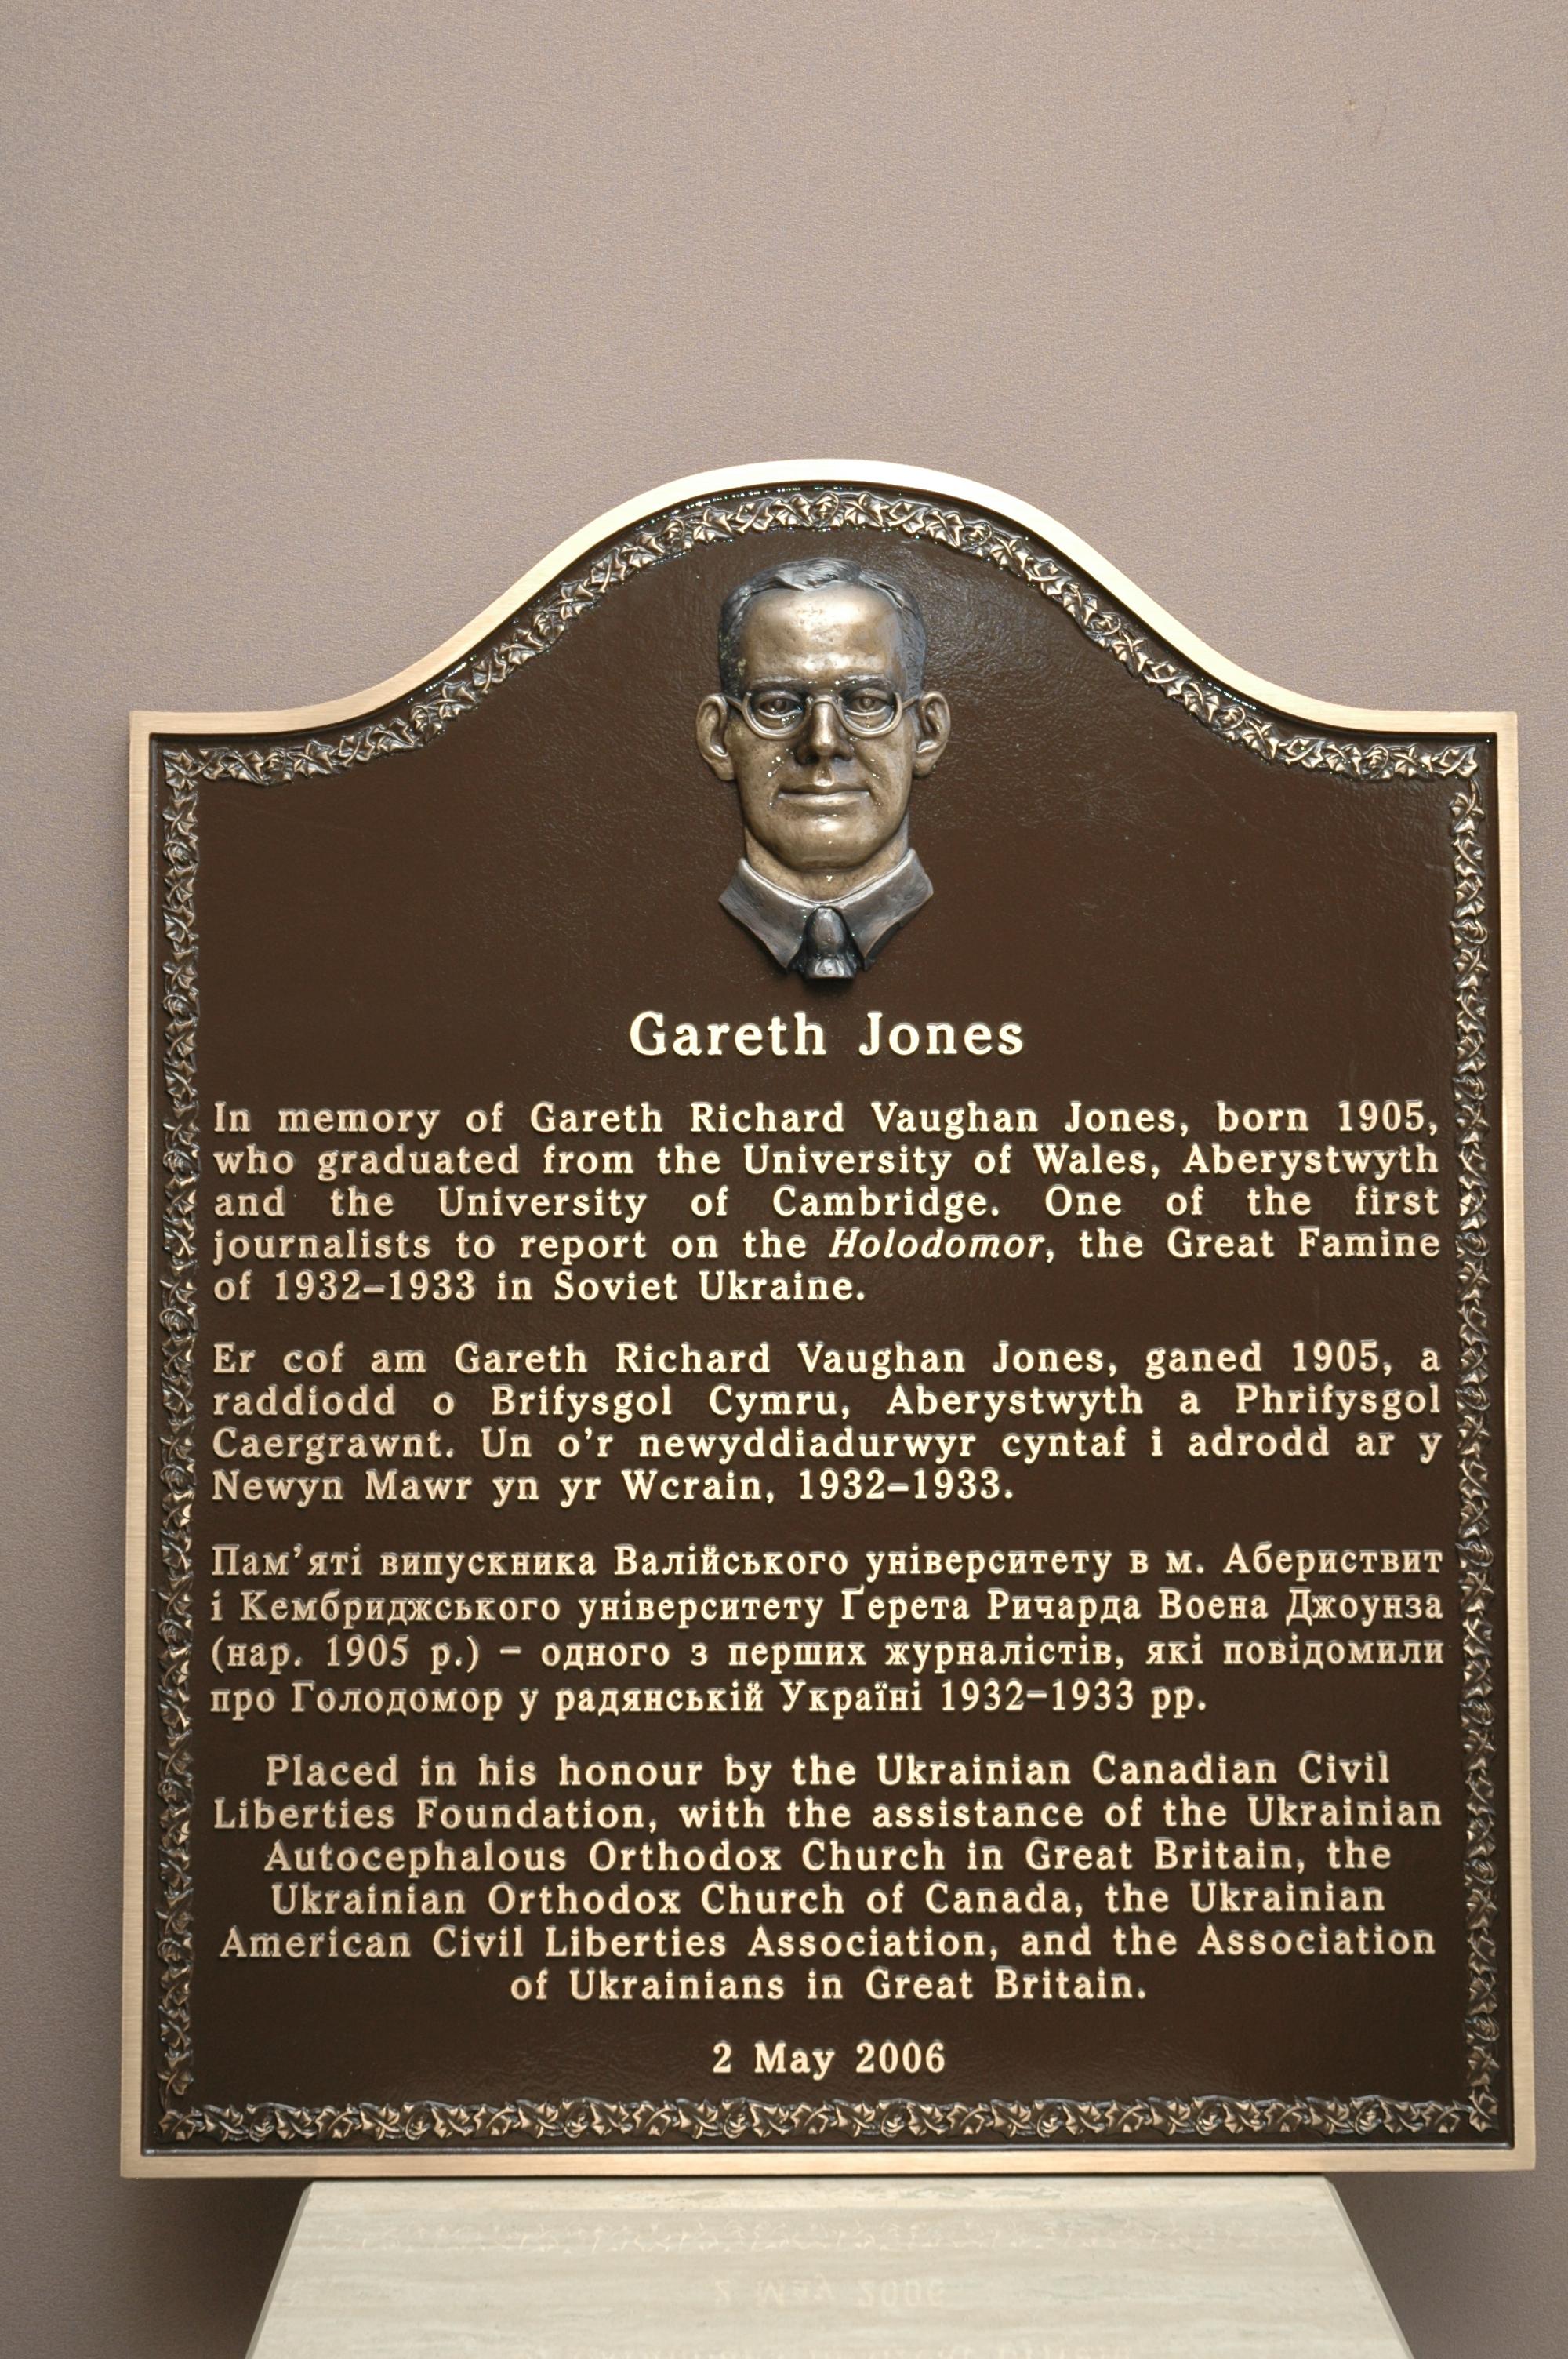 Gareth Jones
In memory of Gareth Richard Vaughan Jones, born 1905,
who graduated from the University of Wales, Aberystwyth
and the University of Cambridge. One of the first
journalists to report on the Holodomor, the Great Famine
of 1932–1933 in Soviet Ukraine.
Er cof am Gareth Richard Vaughan Jones, ganed 1905, a
raddiodd o Brifysgol Cymru, Aberystwyth a Phrifysgol
Caergrawnt. Un o’r newyddiadurwyr cyntaf i adrodd ar y
Newyn Mawr yn yr Wcrain, 1932–1933.
Пам’яті випускника Валійського університету в м. Абериствит
і Кембриджського університету Ґерета Ричарда Воена Джоунза
(нар. 1905 р.) – одного з перших журналістів, які повідомили
про Голодомор у радянській Україні 1932–1933 рр.
Placed in his honour by the Ukrainian Canadian Civil
Liberties Foundation, with the assistance of the Ukrainian
Autocephalous Orthodox Church in Great Britain, the
Ukrainian Orthodox Church of Canada, the Ukrainian
American Civil Liberties Association, and the Association
of Ukrainians in Great Britain.
2 May 2006